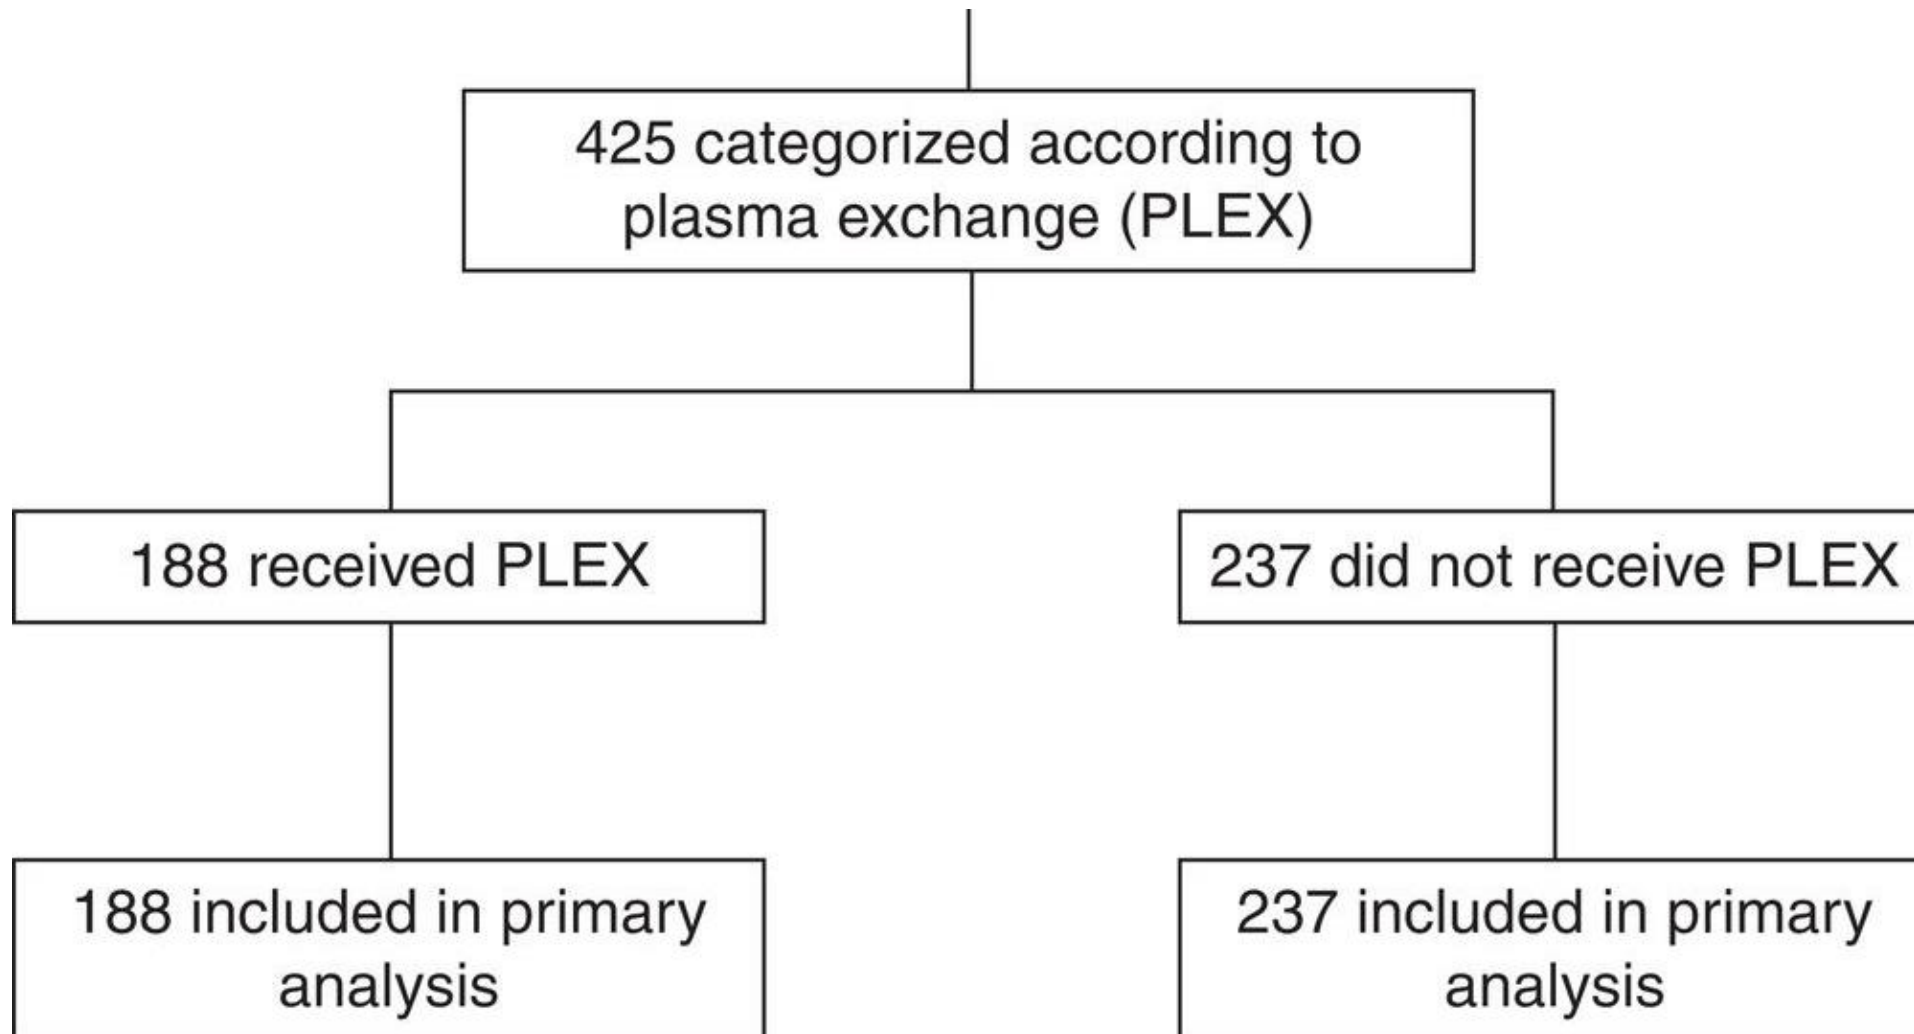 425 categorized according to
plasma exchange (PLEX)
188 received PLEX
237 did not receive PLEX
188 included in primary
analysis
237 included in primary
analysis